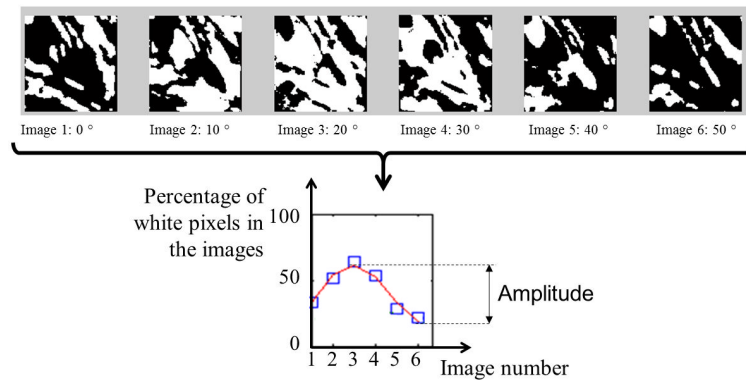 Image 1: 0 °
Image 2: 10 °
Image 3: 20 °
Image 4: 30 °
Image 5: 40 °
Image 6: 50 °
Percentage of
white pixels in
the images
100
50
0
Amplitude
1 2 3 4 5 6
Image number